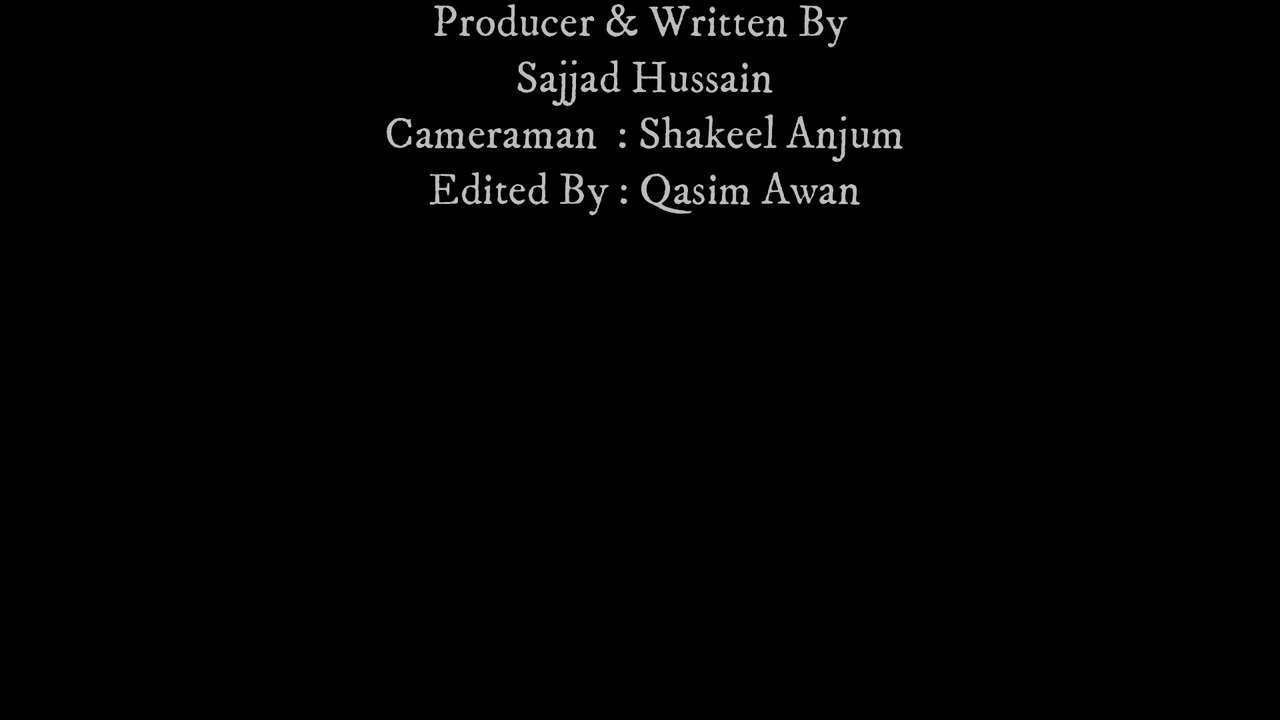 Producer & Written By
Sajjad Hussain
Cameraman : Shakeel Anjum
Edited By : Qasim Awan